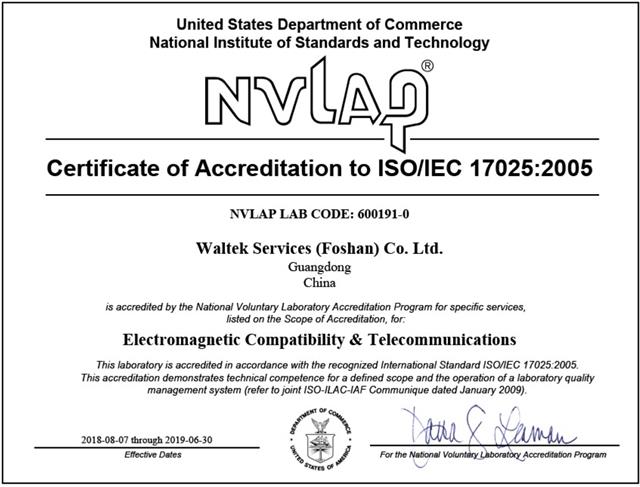 United States Department of Commerce
National Institute of Standards and Technology
NVLAP®
Certificate of Accreditation to ISO/IEC 17025:2005
NVLAP LAB CODE: 600191-0
Waltek Services (Foshan) Co. Ltd.
Guangdong
China
is accredited by the National Voluntary Laboratory Accreditation Program for specific services,
listed on the Scope of Accreditation, for:
Electromagnetic Compatibility & Telecommunications
This laboratory is accredited in accordance with the recognized International Standard ISO/IEC 17025:2005.
This accreditation demonstrates technical competence for a defined scope and the operation of a laboratory quality
management system (refer to joint ISO-ILAC-IAF Communique dated January 2009).
2018-08-07 through 2019-06-30
Effective Dates
DEPARTMENT OF COMMERCE
UNITED STATES OF AMERICA
For the National Voluntary Laboratory Accreditation Program